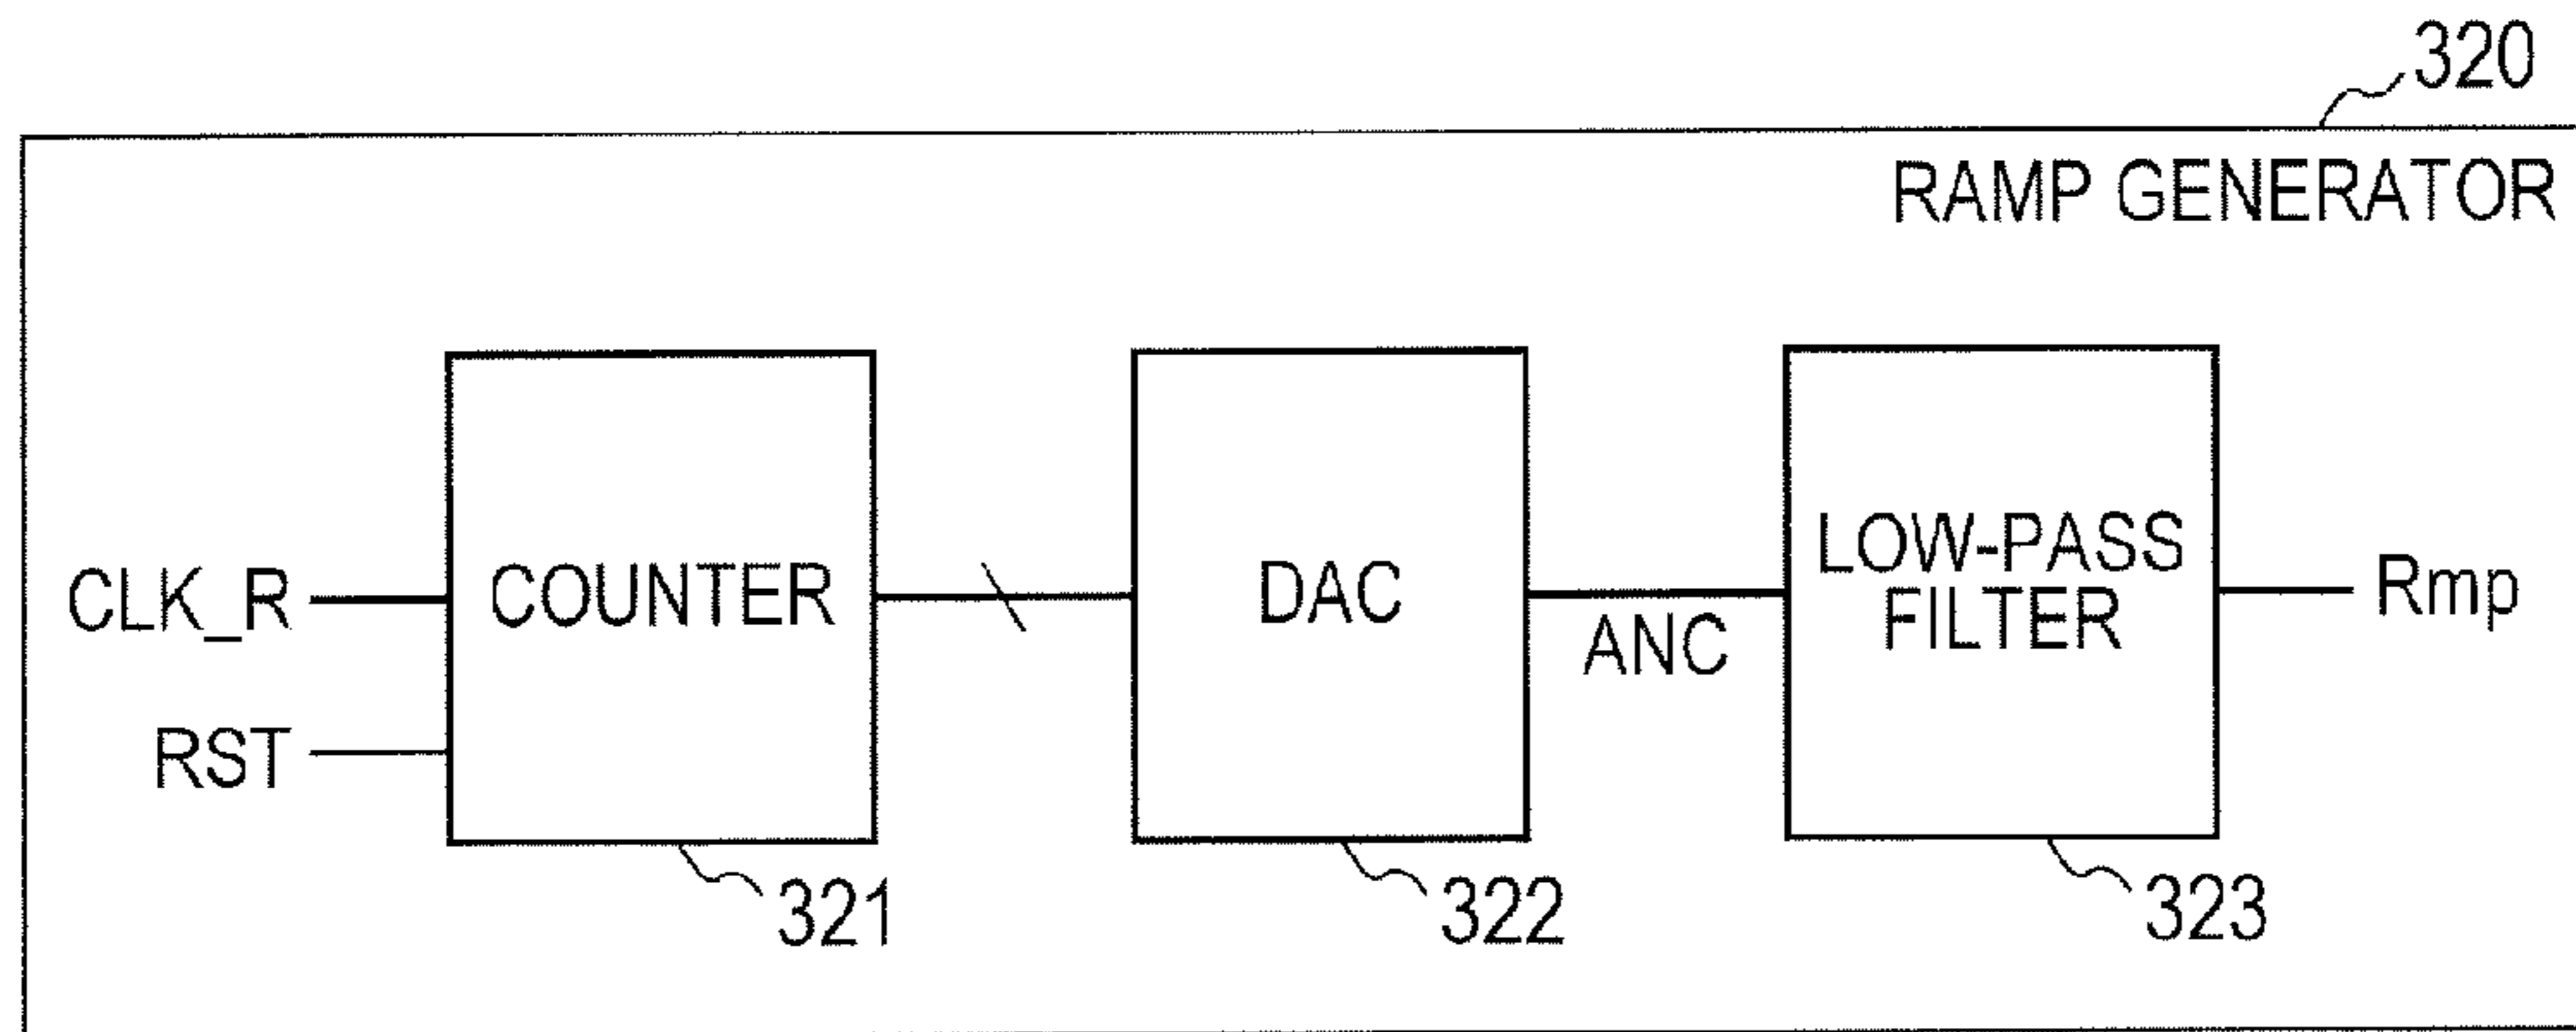 320
RAMP GENERATOR
CLK_R
RST
COUNTER
DAC
ANC
LOW-PASS
FILTER
Rmp
321
322
323